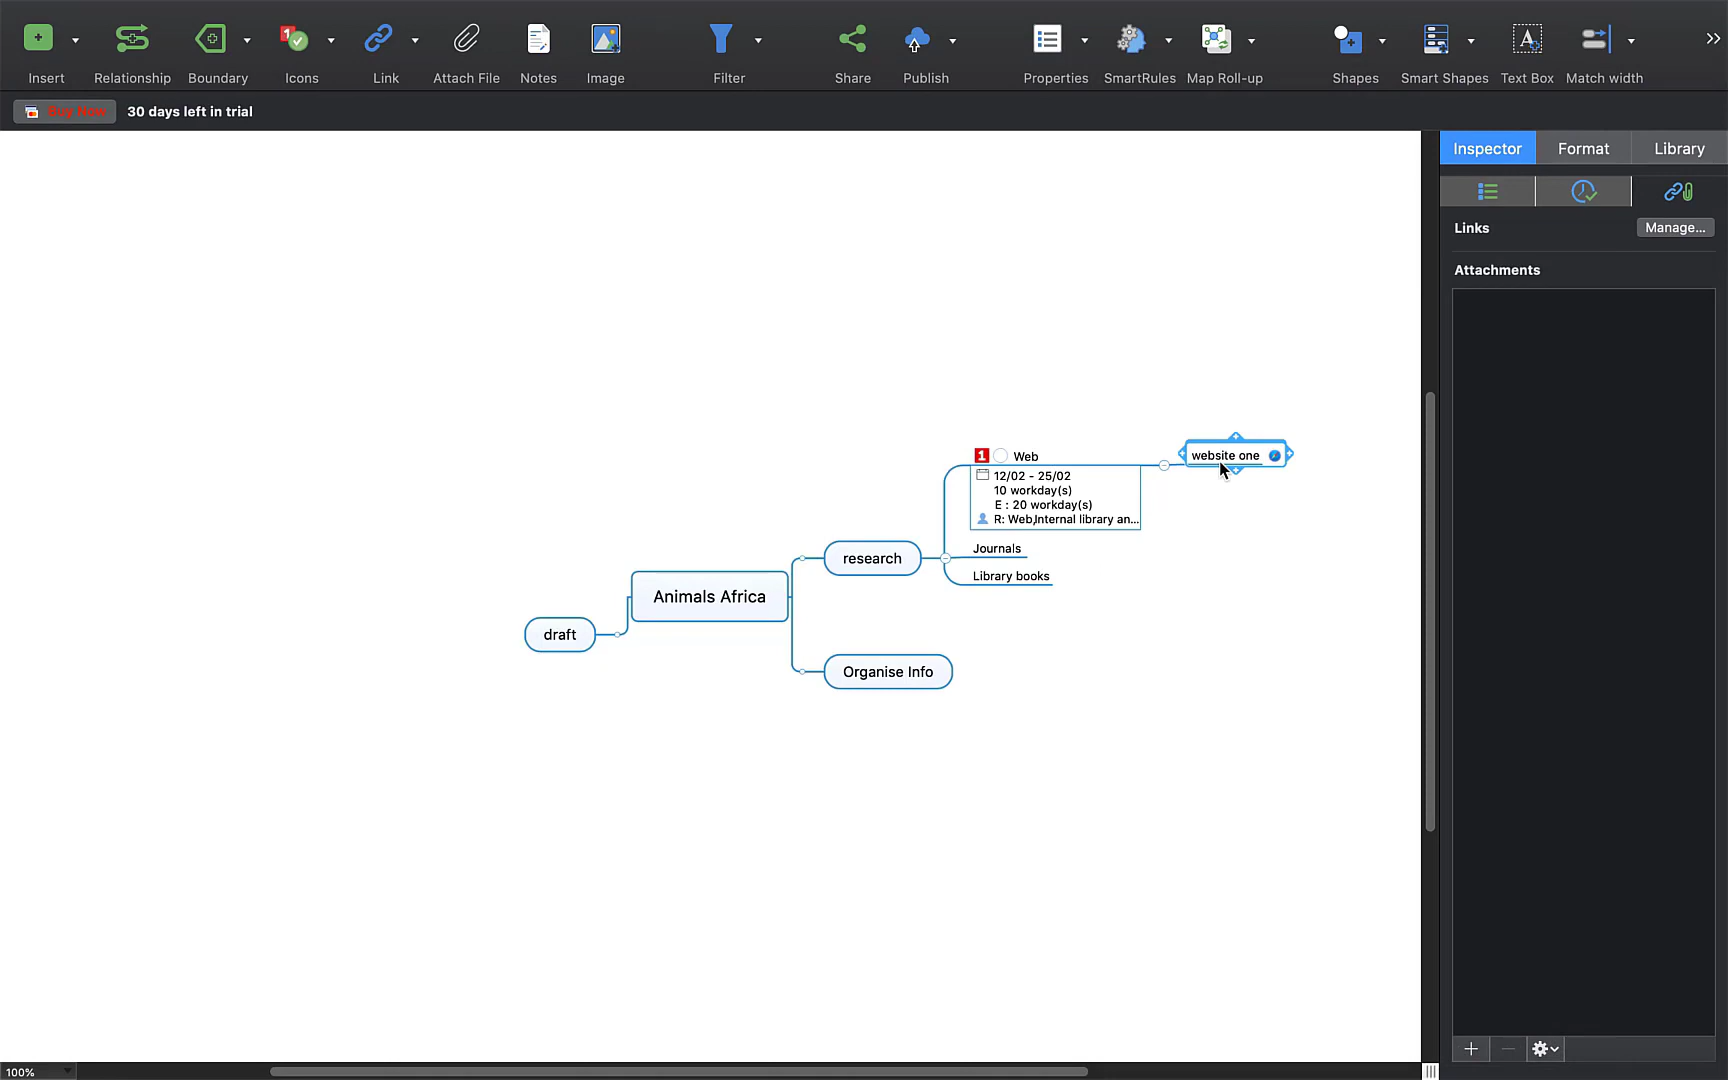 Insert
Relationship
Boundary
1
Icons
Link
Attach File
Notes
Image
Filter
Share
Publish
Properties
SmartRules
Map Roll-up
Shapes
Smart Shapes
A
Text Box
Match width
Buy Now
30 days left in trial
Inspector
Format
Library
Links
Manage...
Attachments
1
Web
12/02 - 25/02
10 workday(s)
E : 20 workday(s)
R: Web,Internal library an...
website one
Journals
Library books
research
Animals Africa
draft
Organise Info
100%